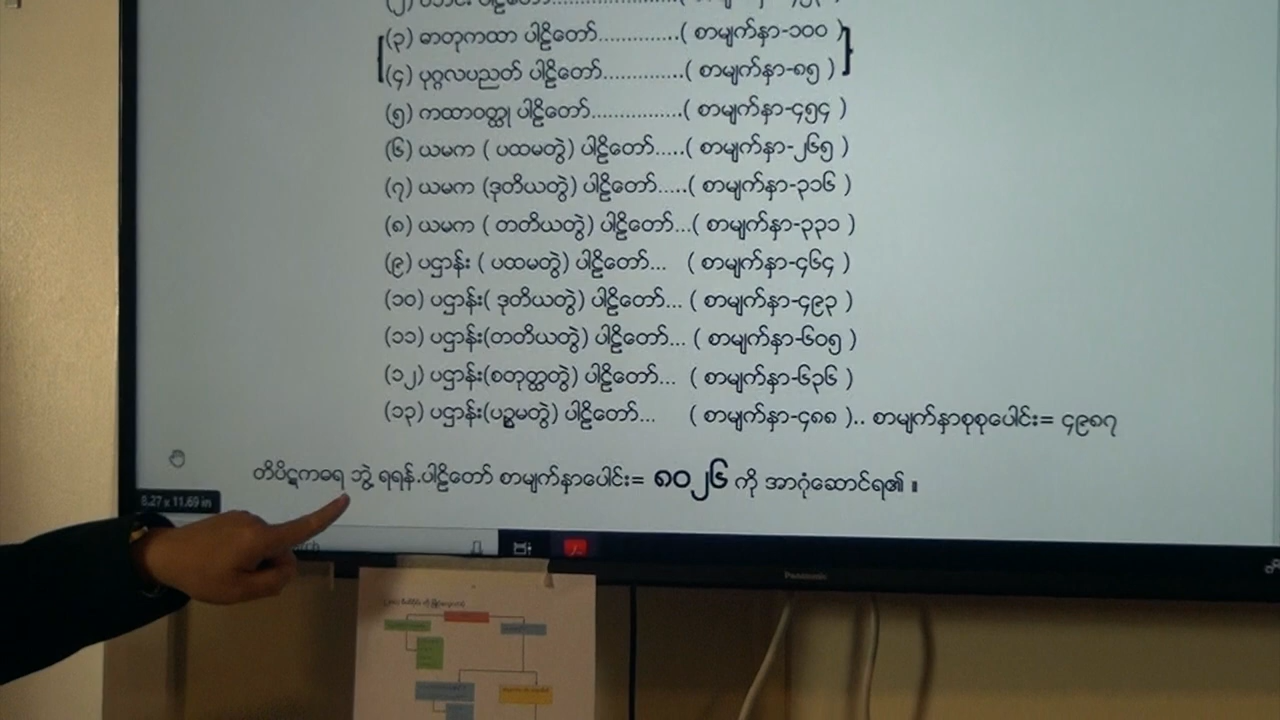 (၃) ဓာတုကထာ ပါဠိတော်..............( စာမျက်နှာ-၁၀၀ )
(၄) ပုဂ္ဂလပညတ် ပါဠိတော်..............( စာမျက်နှာ-၈၅ )
(၅) ကထာဝတ္ထု ပါဠိတော်................( စာမျက်နှာ-၄၅၄ )
(၆) ယမက ( ပထမတွဲ) ပါဠိတော်.....( စာမျက်နှာ-၂၆၅ )
(၇) ယမက (ဒုတိယတွဲ) ပါဠိတော်.....( စာမျက်နှာ-၃၁၆ )
(၈) ယမက ( တတိယတွဲ) ပါဠိတော်...( စာမျက်နှာ-၃၃၁ )
(၉) ပဌာန်း ( ပထမတွဲ) ပါဠိတော်... ( စာမျက်နှာ-၄၆၄ )
(၁၀) ပဌာန်း( ဒုတိယတွဲ) ပါဠိတော်... ( စာမျက်နှာ-၄၉၃ )
(၁၁) ပဌာန်း(တတိယတွဲ) ပါဠိတော်... ( စာမျက်နှာ-၆၀၅ )
(၁၂) ပဌာန်း(စတုတ္ထတွဲ) ပါဠိတော်... ( စာမျက်နှာ-၆၃၆ )
(၁၃) ပဌာန်း(ပဉ္စမတွဲ) ပါဠိတော်... ( စာမျက်နှာ-၄၈၈ ).. စာမျက်နှာစုစုပေါင်း= ၄၉၈၇
တိပိဋကဓရ ဘွဲ့ ရရန်.ပါဠိတော် စာမျက်နှာပေါင်း= ၈၀၂၆ ကို အာဂုံဆောင်ရ၏ ။
8.27 x 11.69 in
Panasonic